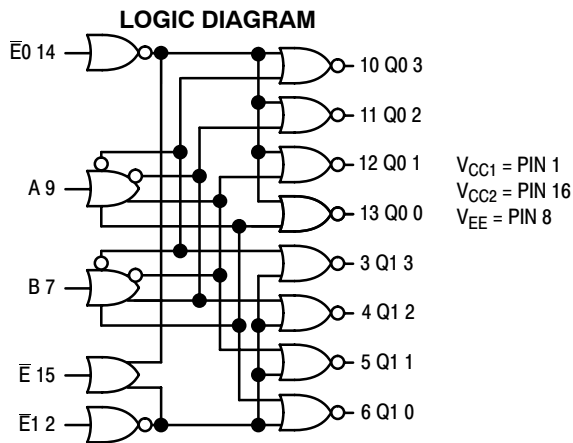 LOGIC DIAGRAM
E̅0 14
A 9
B 7
E̅ 15
E̅1 2
10 Q0 3
11 Q0 2
12 Q0 1
13 Q0 0
3 Q1 3
4 Q1 2
5 Q1 1
6 Q1 0
VCC1 = PIN 1
VCC2 = PIN 16
VEE = PIN 8